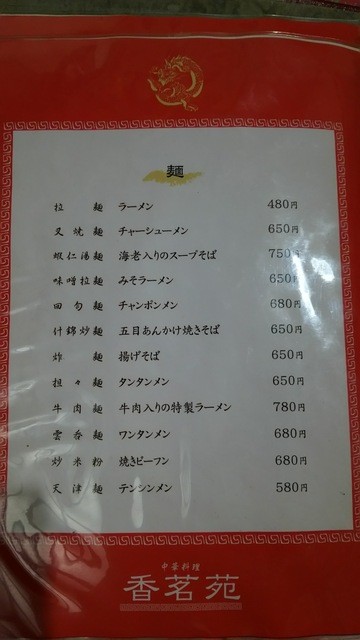 麺
拉麺 ラーメン 480円
叉焼麺 チャーシューメン 650円
蝦仁湯麺 海老入りのスープそば 750円
味噌拉麺 みそラーメン 650円
四旬麺 チャンポンメン 680円
什錦炒麺 五目あんかけ焼きそば 650円
炸麺 揚げそば 650円
担々麺 タンタンメン 650円
牛肉麺 牛肉入りの特製ラーメン 780円
雲呑麺 ワンタンメン 680円
炒米粉 焼きビーフン 680円
天津麺 テンシンメン 580円
中華料理
香茗苑